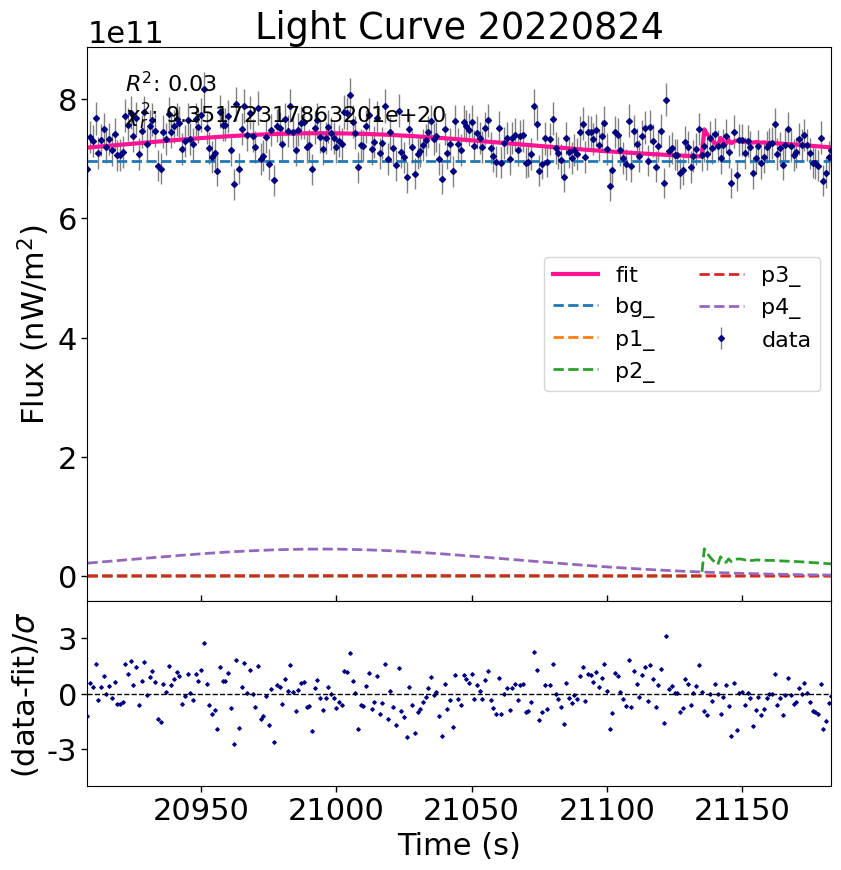 Light Curve 20220824
1e11
R²: 0.03
χ²: 9.35172317863201e+20
8
6
4
2
0
Flux (nW/m²)
fit
bg_
p1_
p2_
p3_
p4_
data
3
0
-3
(data-fit)/σ
20950 21000 21050 21100 21150
Time (s)